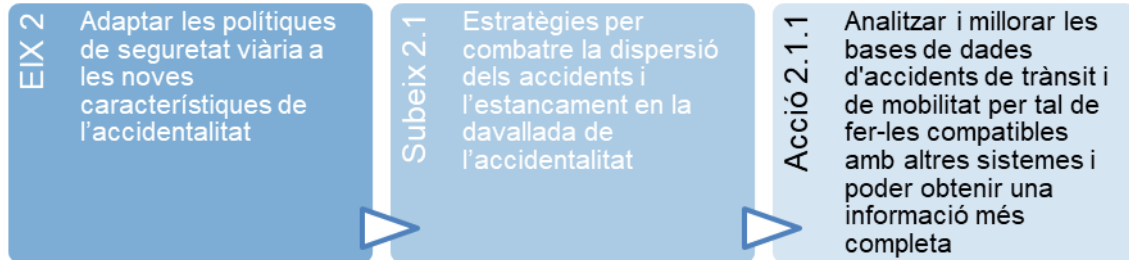 EIX 2
Adaptar les polítiques
de seguretat viària a
les noves
característiques de
l’accidentalitat
Subeix 2.1
Estratègies per
combatre la dispersió
dels accidents i
l’estancament en la
davallada de
l’accidentalitat
Acció 2.1.1
Analitzar i millorar les
bases de dades
d'accidents de trànsit i
de mobilitat per tal de
fer-les compatibles
amb altres sistemes i
poder obtenir una
informació més
completa